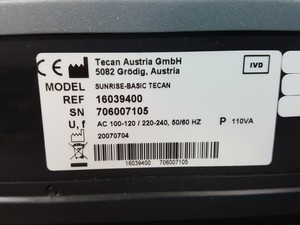 CE Tecan Austria GmbH
5082 Grödig, Austria
IVD
MODEL SUNRISE-BASIC TECAN
REF 16039400
SN 706007105
U, f AC 100-120 / 220-240, 50/60 HZ P 110VA
20070704
16039400 706007105